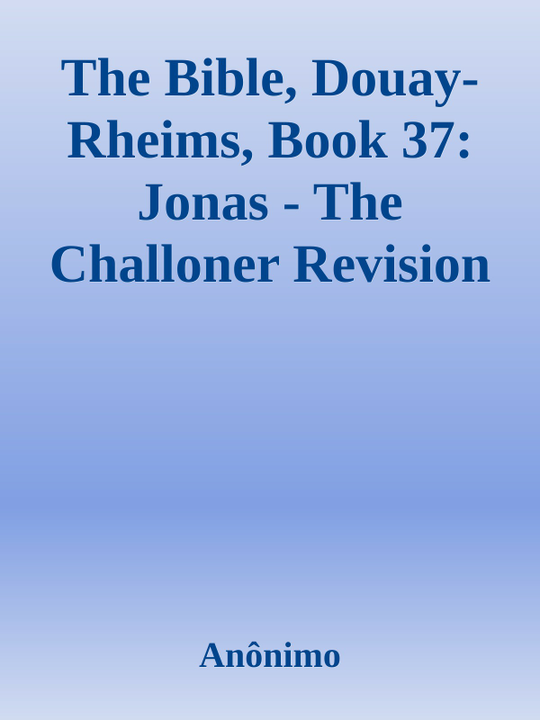 The Bible, Douay-
Rheims, Book 37:
Jonas - The
Challoner Revision
Anônimo